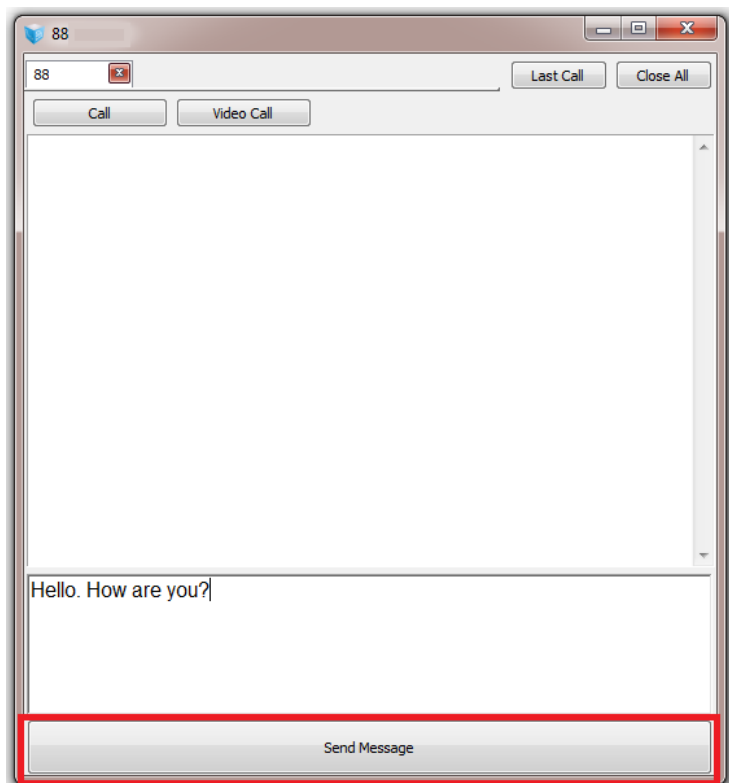 88
88
Last Call
Close All
Call
Video Call
Hello. How are you?
Send Message